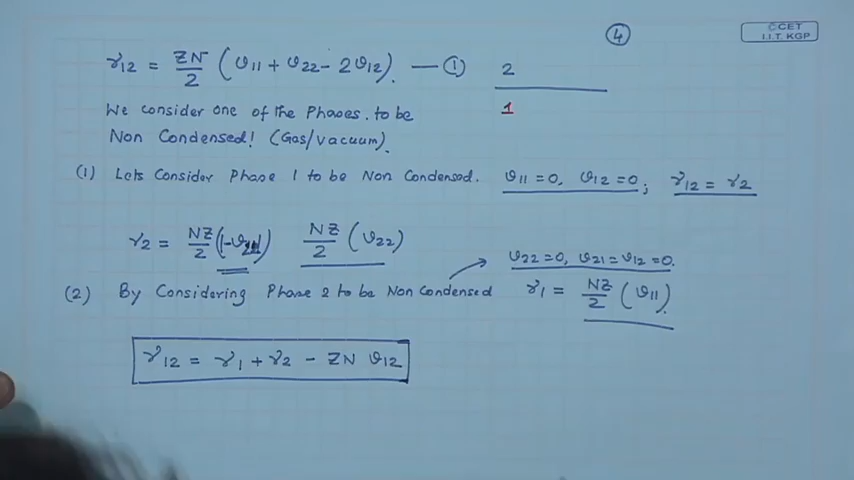 4
© CET
I.I.T. KGP
γ12 = ZN/2 (υ11 + υ22 - 2υ12). — ①
2
1
We consider one of the Phases. to be
Non Condensed! (Gas/vacuum).
(1) Lets Consider Phase 1 to be Non Condensed. υ11=0, υ12=0; γ12 = γ2
γ2 = NZ/2 NZ/2 (υ22)
υ22=0, υ21=υ12=0.
(2) By Considering Phase 2 to be Non Condensed γ1 = NZ/2 (υ11).
γ12 = γ1 + γ2 - ZN υ12